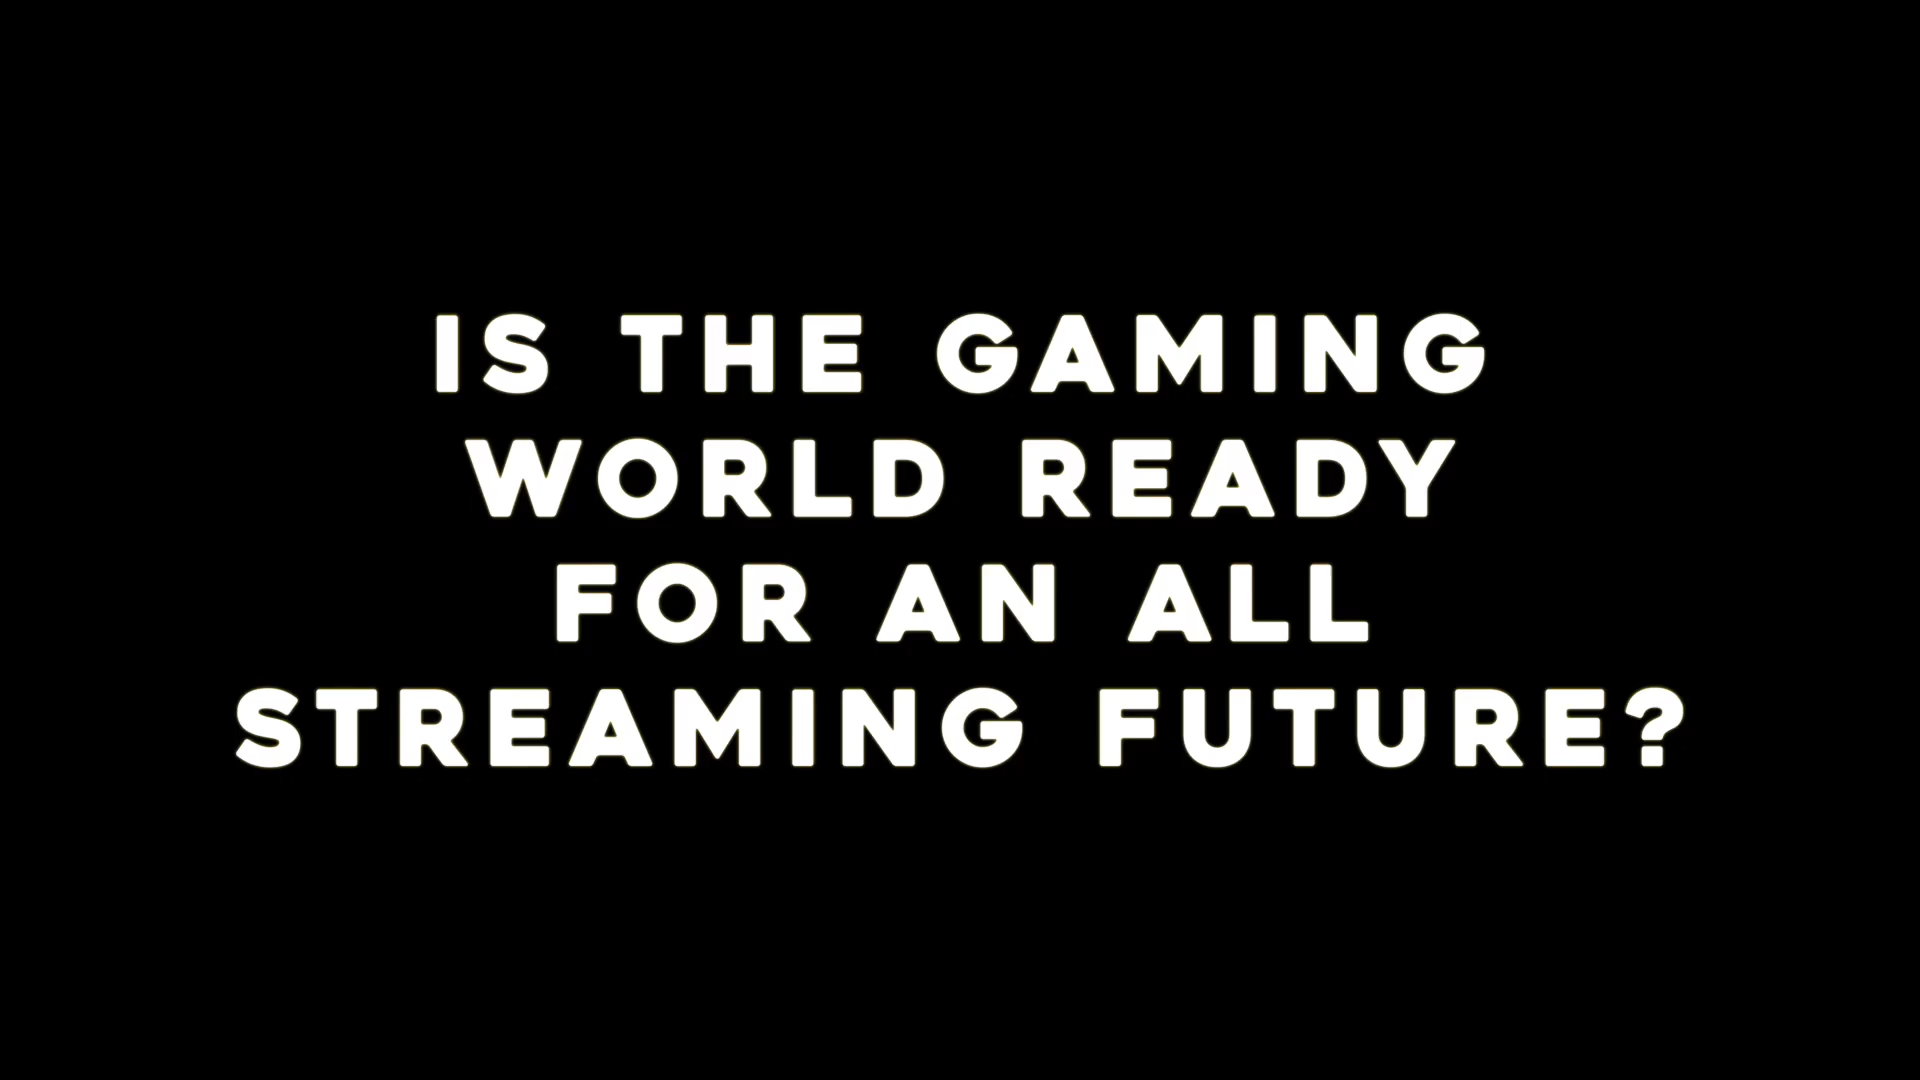 IS THE GAMING
WORLD READY
FOR AN ALL
STREAMING FUTURE?